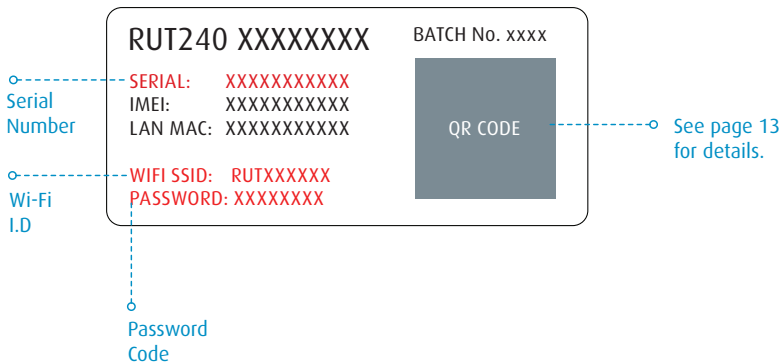 RUT240 XXXXXXXX
BATCH No. xxxx
SERIAL: XXXXXXXXXXX
IMEI: XXXXXXXXXXX
LAN MAC: XXXXXXXXXXX
WIFI SSID: RUTXXXXXX
PASSWORD: XXXXXXXX
QR CODE
Serial
Number
Wi-Fi
I.D
Password
Code
See page 13
for details.